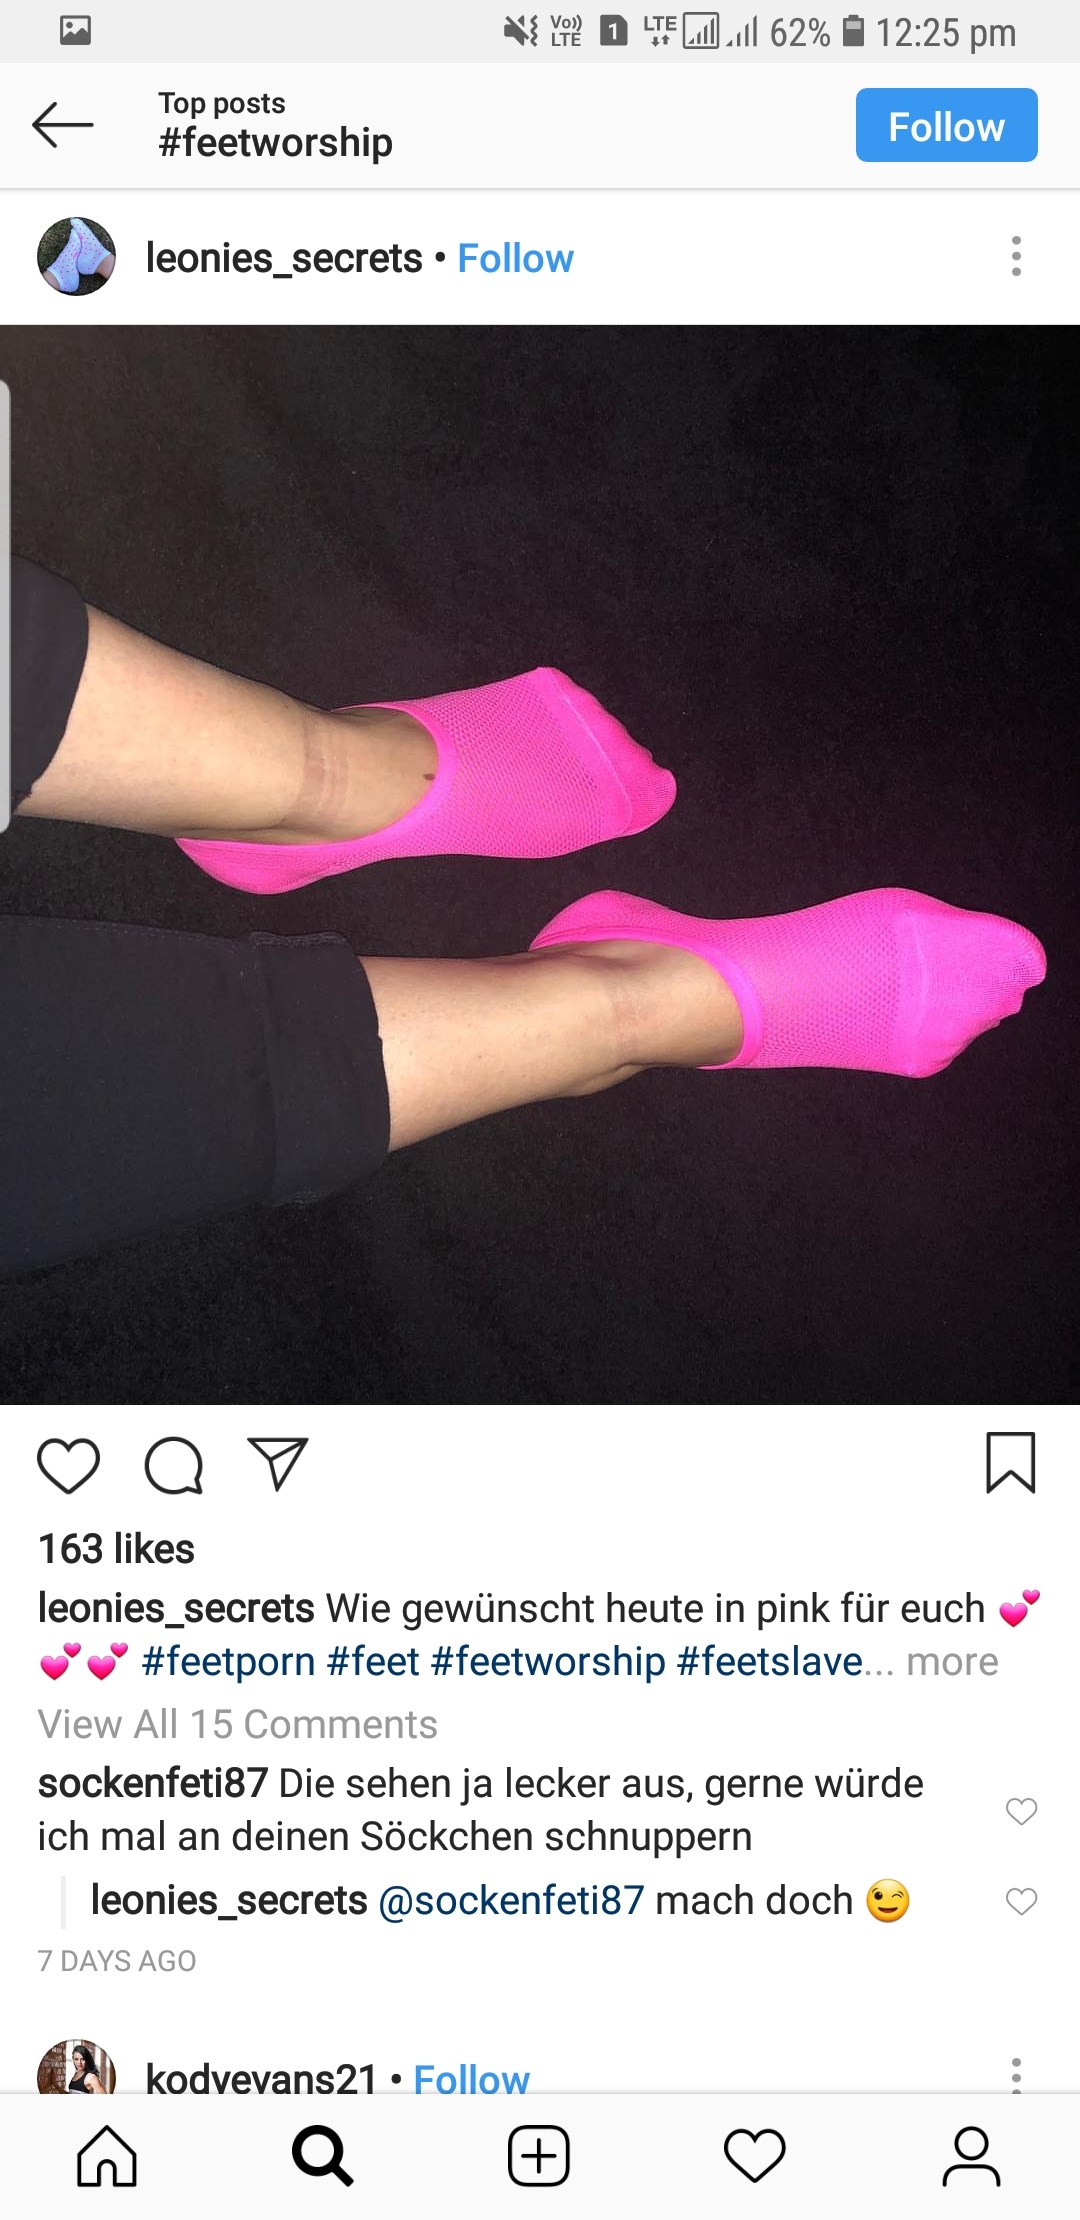 Vo)) LTE 1 LTE 62% 12:25 pm
Top posts
#feetworship
Follow
leonies_secrets • Follow
163 likes
leonies_secrets Wie gewünscht heute in pink für euch 💕
💕💕 #feetporn #feet #feetworship #feetslave... more
View All 15 Comments
sockenfeti87 Die sehen ja lecker aus, gerne würde
ich mal an deinen Söckchen schnuppern
leonies_secrets @sockenfeti87 mach doch 😉
7 DAYS AGO
kodyevans21 • Follow